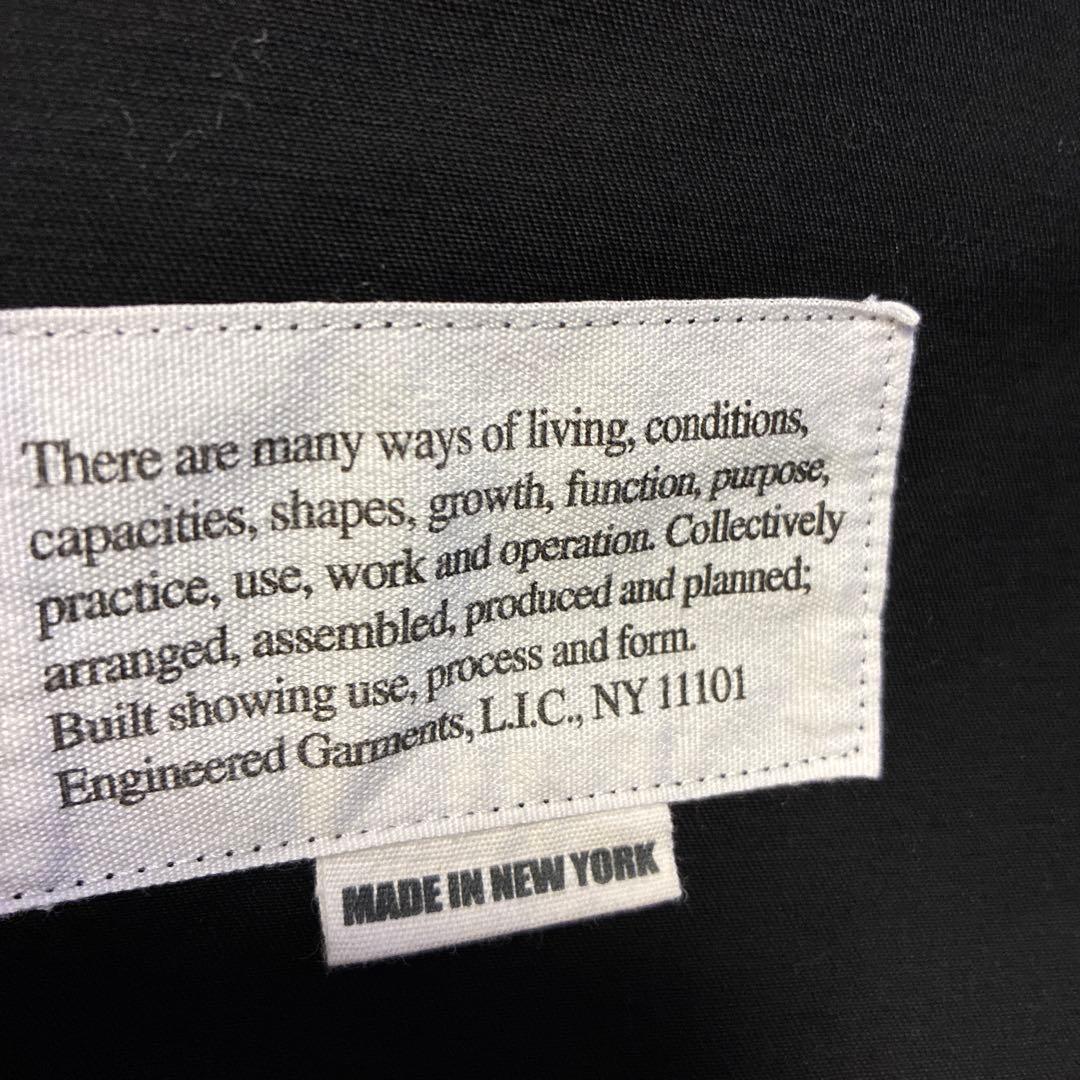 There are many ways of living, conditions,
capacities, shapes, growth, function, purpose,
practice, use, work and operation. Collectively
arranged, assembled, produced and planned;
Built showing use, process and form.
Engineered Garments, L.I.C., NY 11101
MADE IN NEW YORK